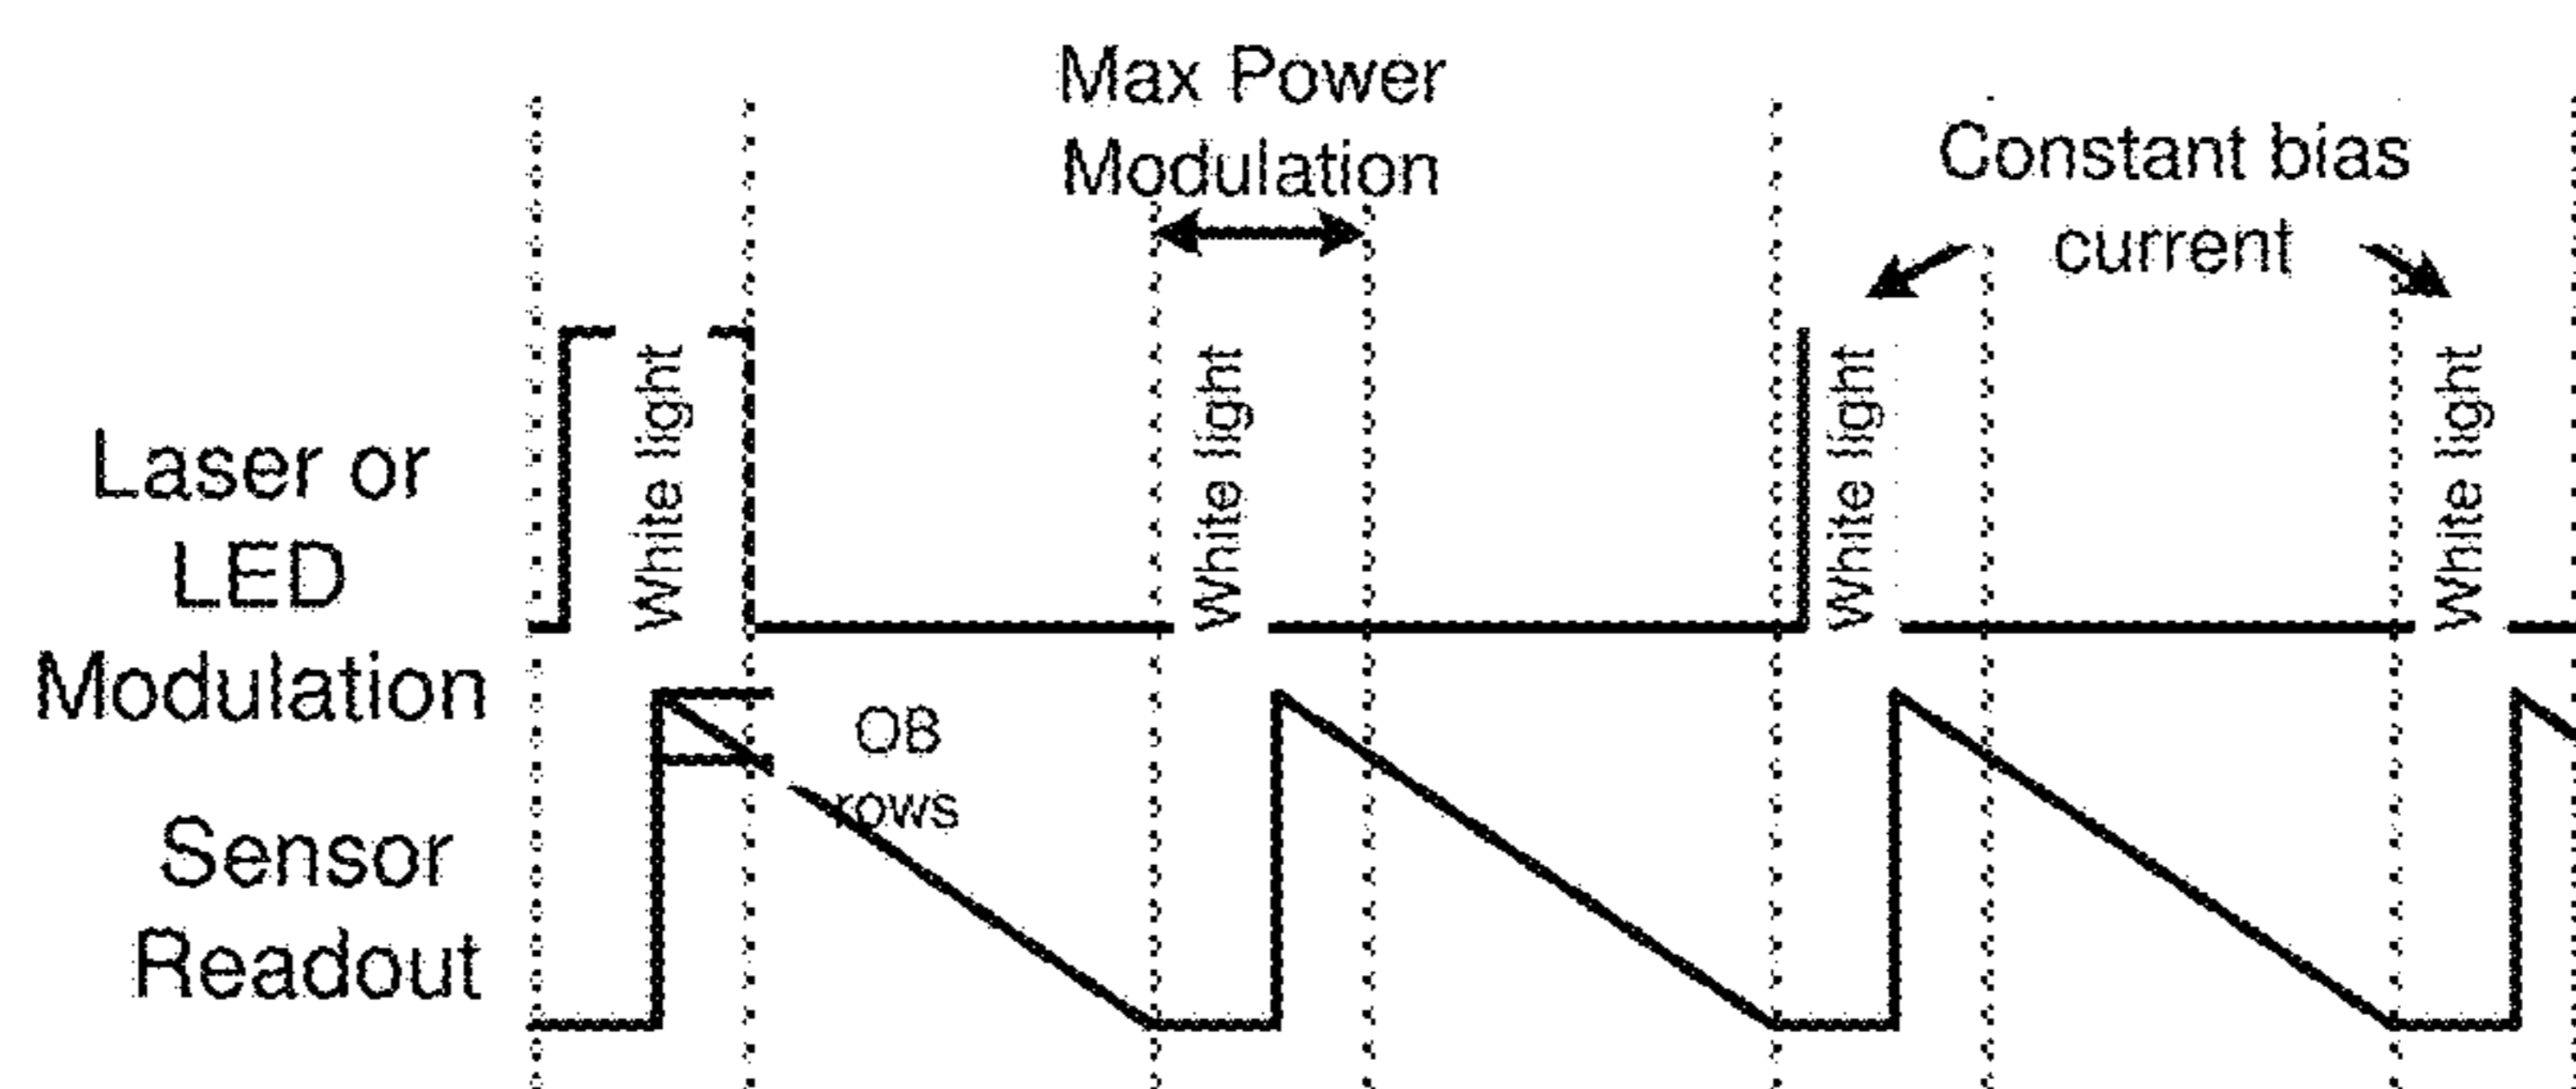 Max Power
Modulation
Constant bias
current
White light
White light
White light
White light
Laser or
LED
Modulation
OB
rows
Sensor
Readout